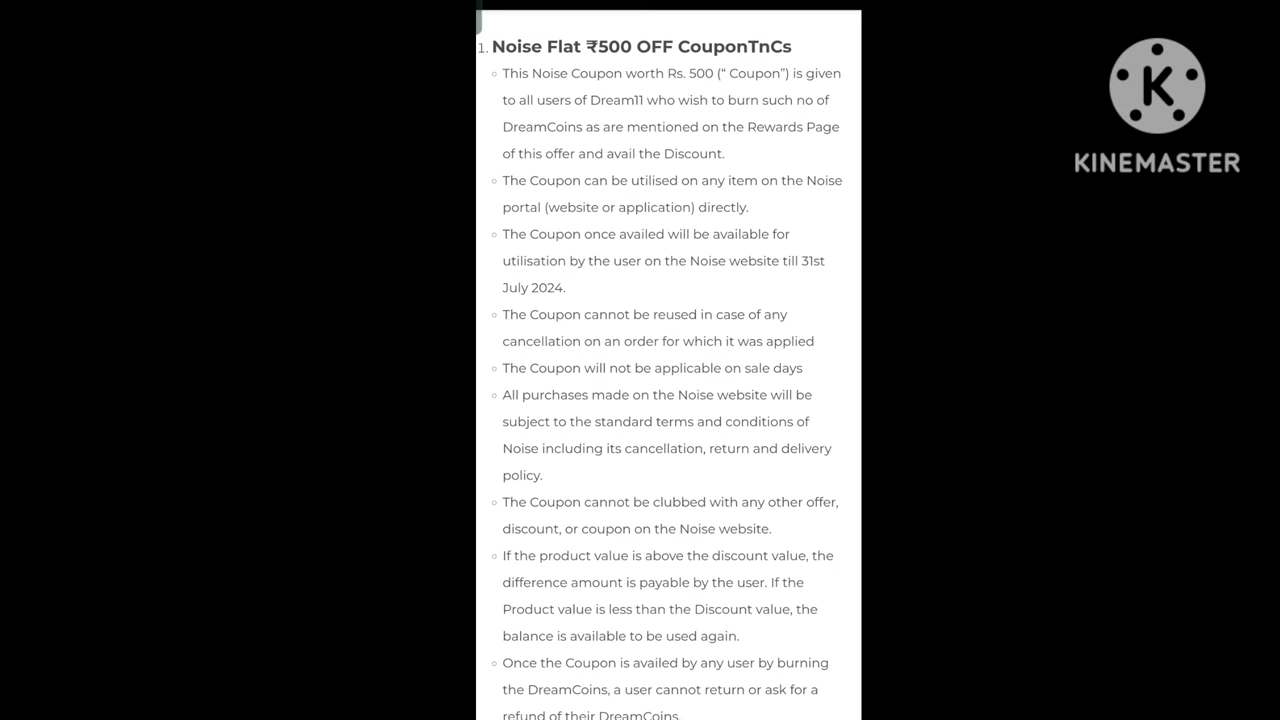 1. Noise Flat ₹500 OFF CouponTnCs
◦ This Noise Coupon worth Rs. 500 (“ Coupon”) is given
to all users of Dream11 who wish to burn such no of
DreamCoins as are mentioned on the Rewards Page
of this offer and avail the Discount.
◦ The Coupon can be utilised on any item on the Noise
portal (website or application) directly.
◦ The Coupon once availed will be available for
utilisation by the user on the Noise website till 31st
July 2024.
◦ The Coupon cannot be reused in case of any
cancellation on an order for which it was applied
◦ The Coupon will not be applicable on sale days
◦ All purchases made on the Noise website will be
subject to the standard terms and conditions of
Noise including its cancellation, return and delivery
policy.
◦ The Coupon cannot be clubbed with any other offer,
discount, or coupon on the Noise website.
◦ If the product value is above the discount value, the
difference amount is payable by the user. If the
Product value is less than the Discount value, the
balance is available to be used again.
◦ Once the Coupon is availed by any user by burning
the DreamCoins, a user cannot return or ask for a
refund of their DreamCoins.
K
KINEMASTER